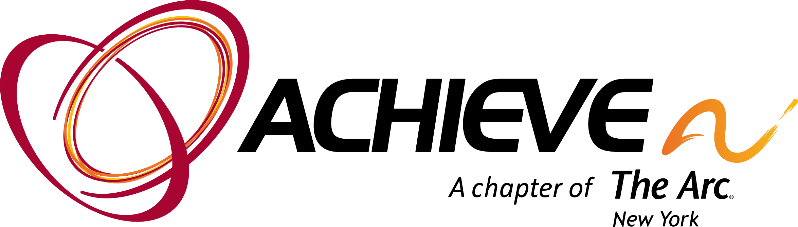 ACHIEVE
A chapter of The Arc®
New York